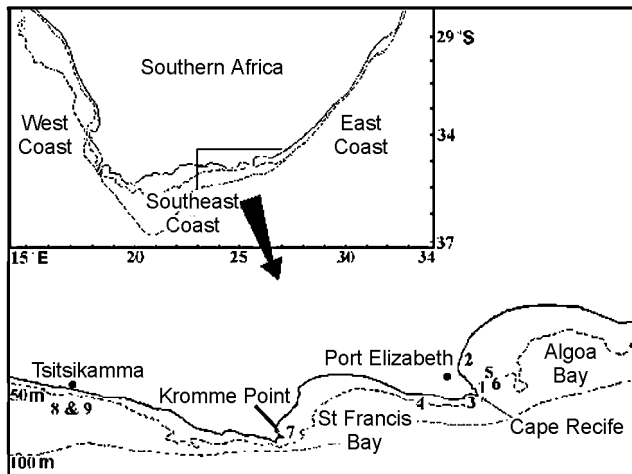 29°S
Southern Africa
West
Coast
East
Coast
34
Southeast
Coast
37
15°E 20 25 30 34
Tsitsikamma
Kromme Point
Port Elizabeth
2
5
6
Algoa
Bay
1
50m
8 & 9
7
St Francis
Bay
4
3
Cape Recife
100m